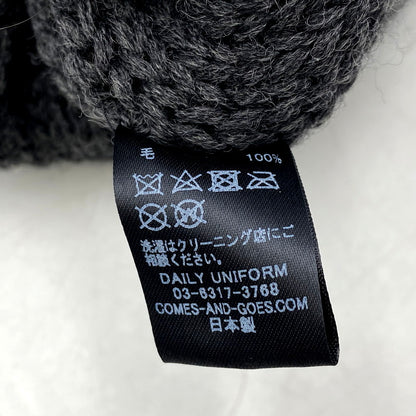 毛 100%
W
洗濯はクリーニング店にご
相談ください。
DAILY UNIFORM
03-6317-3768
COMES-AND-GOES.COM
日本製